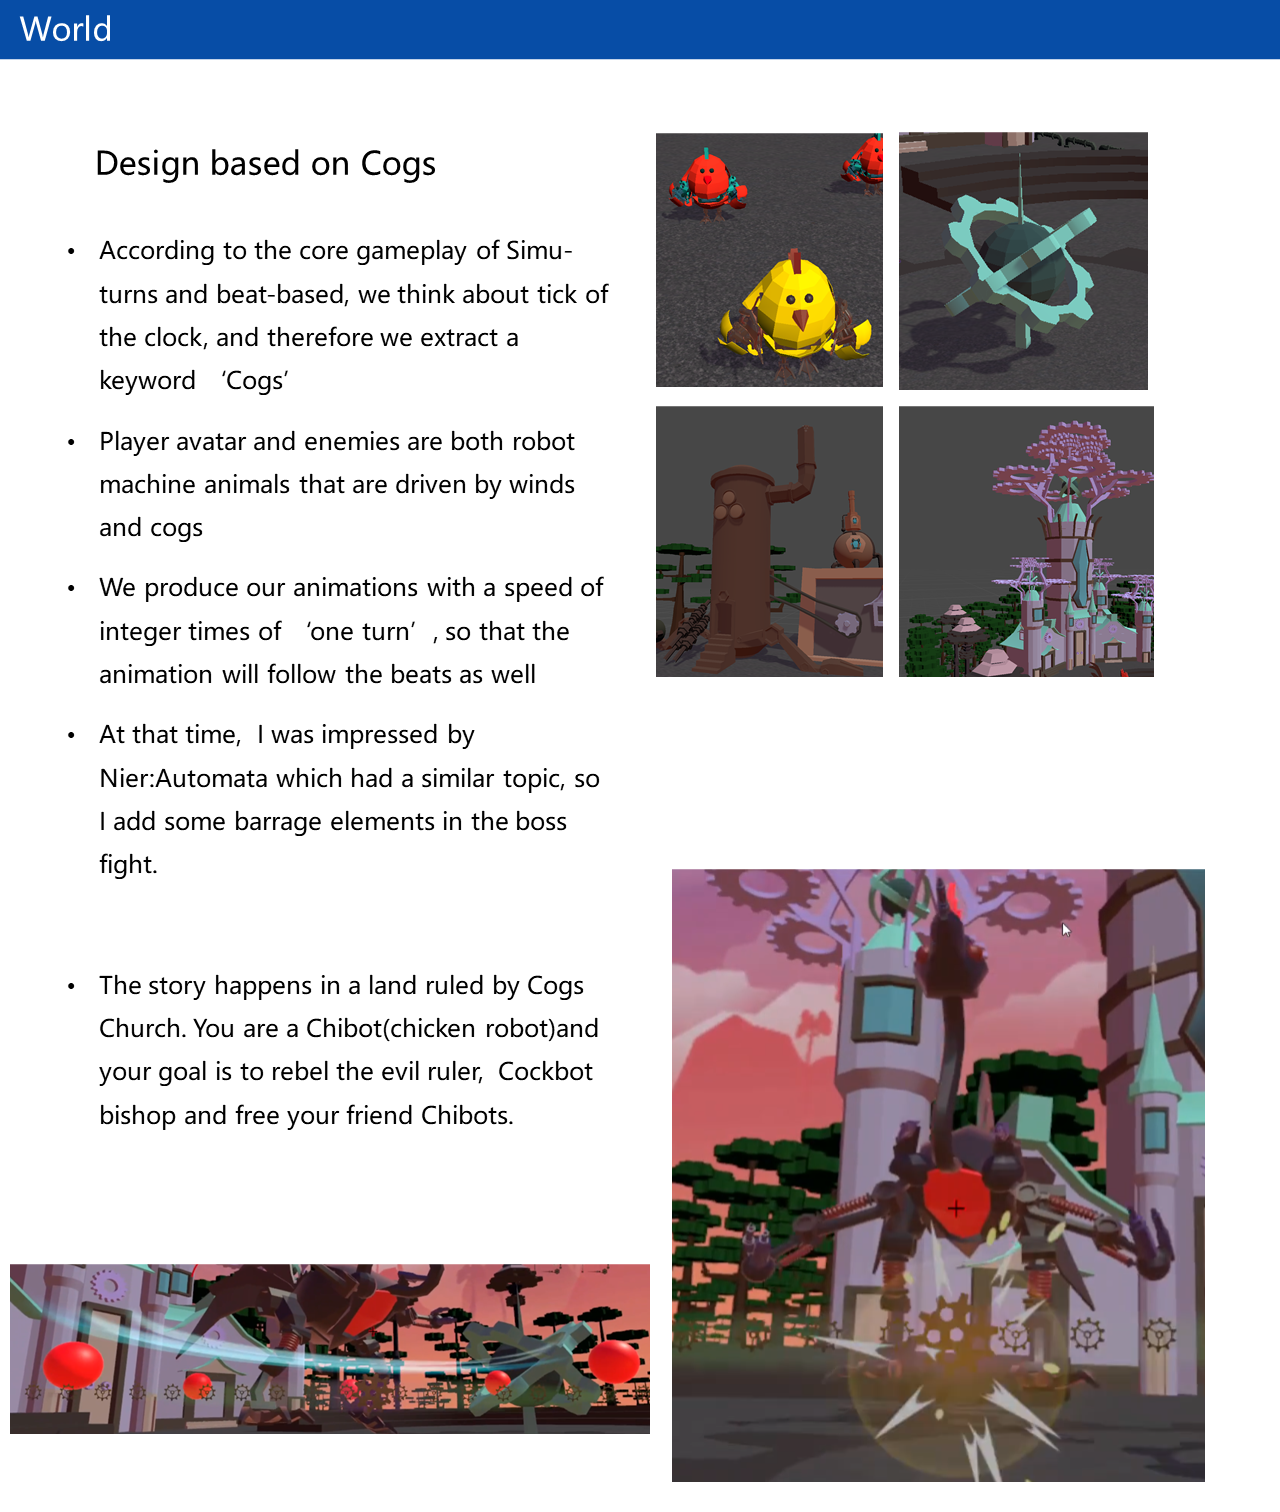 World
Design based on Cogs
• According to the core gameplay of Simu-
turns and beat-based, we think about tick of
the clock, and therefore we extract a
keyword ‘Cogs’
• Player avatar and enemies are both robot
machine animals that are driven by winds
and cogs
• We produce our animations with a speed of
integer times of ‘one turn’, so that the
animation will follow the beats as well
• At that time, I was impressed by
Nier:Automata which had a similar topic, so
I add some barrage elements in the boss
fight.
• The story happens in a land ruled by Cogs
Church. You are a Chibot(chicken robot)and
your goal is to rebel the evil ruler, Cockbot
bishop and free your friend Chibots.